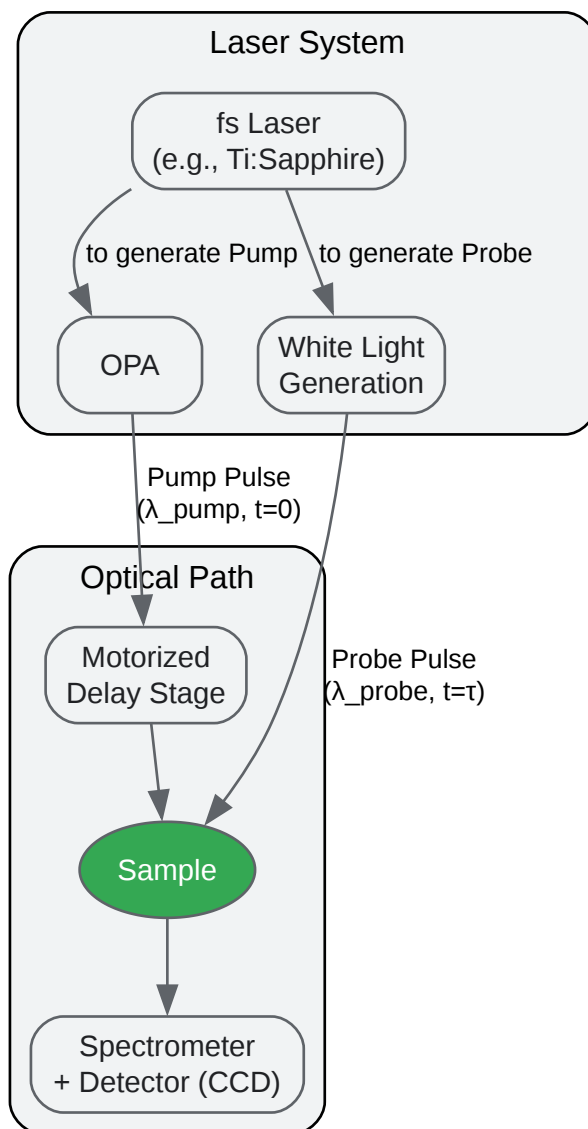 Laser System
fs Laser
(e.g., Ti:Sapphire)
to generate Pump
to generate Probe
OPA
White Light
Generation
Pump Pulse
(λ_pump, t=0)
Optical Path
Motorized
Delay Stage
Probe Pulse
(λ_probe, t=τ)
Sample
Spectrometer
+ Detector (CCD)